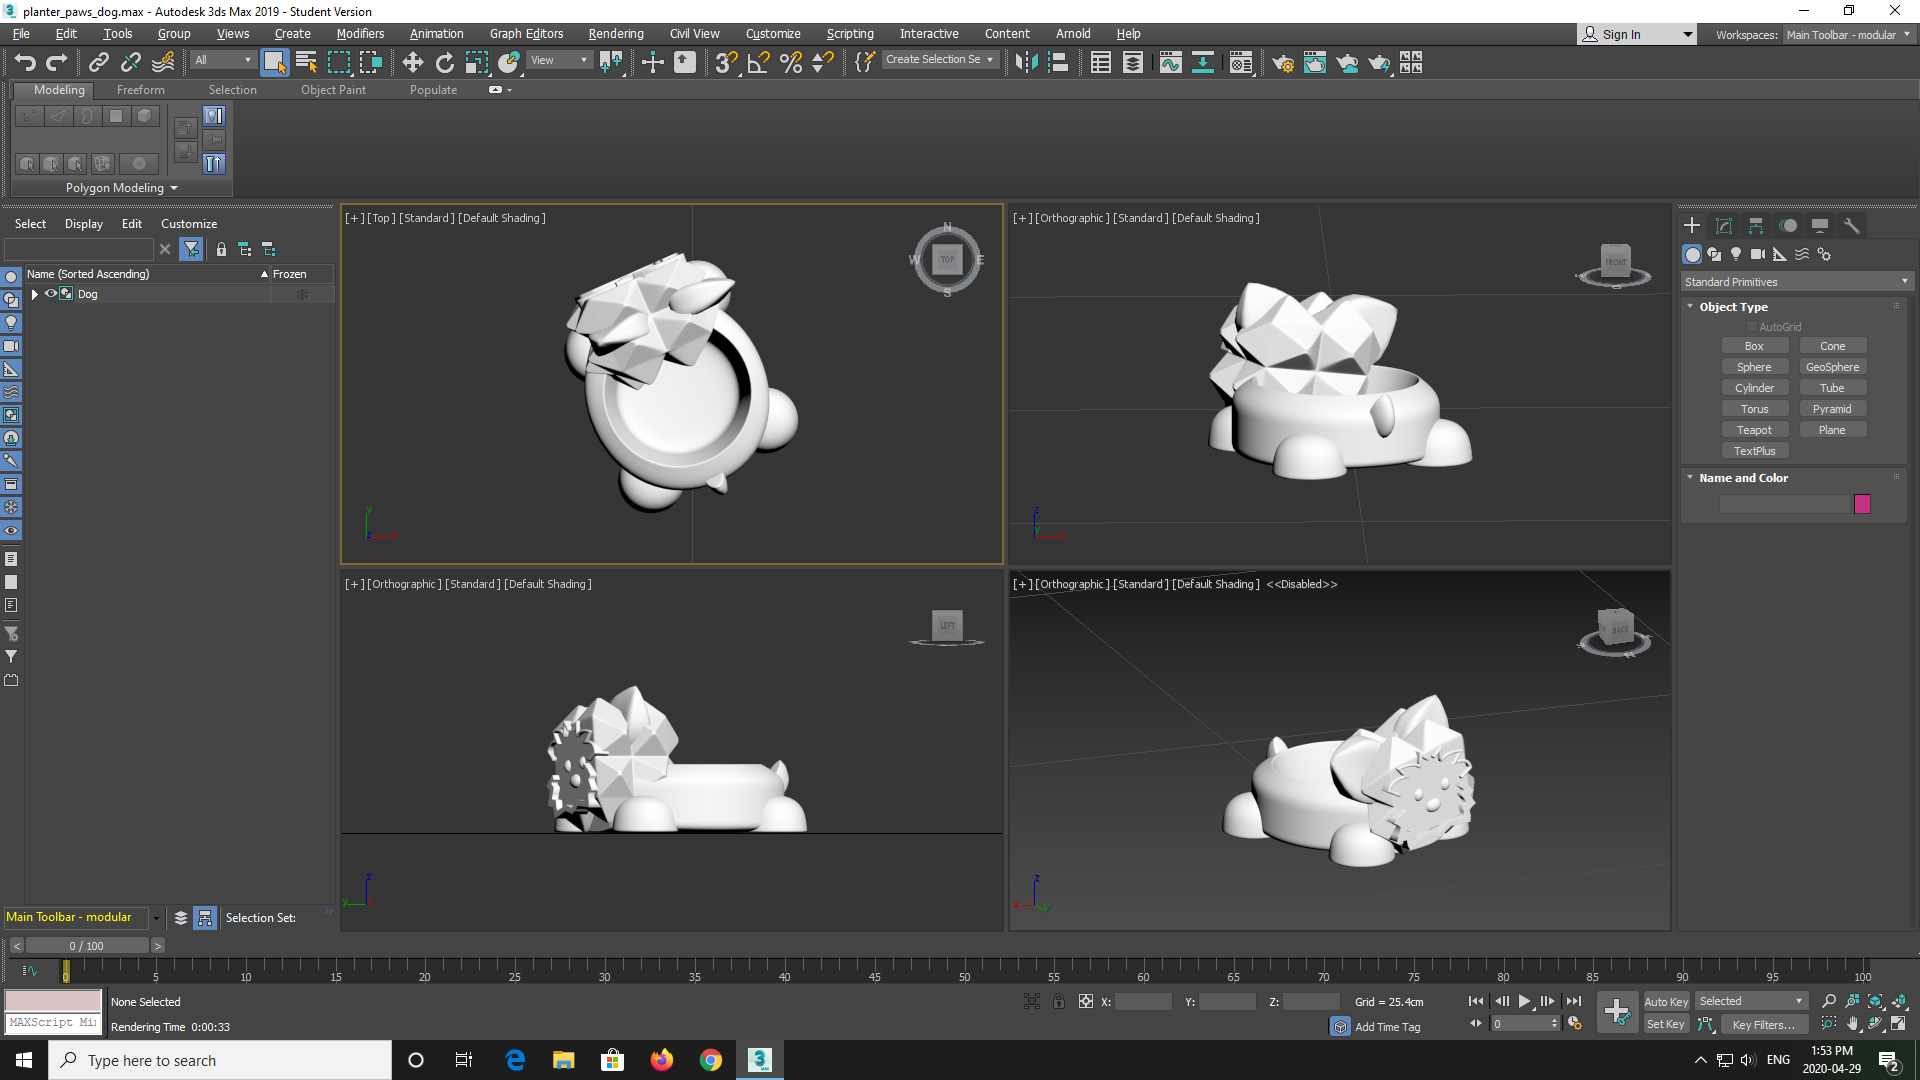 planter_paws_dog.max - Autodesk 3ds Max 2019 - Student Version
File Edit Tools Group Views Create Modifiers Animation Graph Editors Rendering Civil View Customize Scripting Interactive Content Arnold Help
Sign In Workspaces: Main Toolbar - modular
All View Create Selection Se
Modeling Freeform Selection Object Paint Populate
Polygon Modeling
Select Display Edit Customize
Name (Sorted Ascending) Frozen
Dog
[+][Top][Standard][Default Shading]
N
W TOP E
S
[+][Orthographic][Standard][Default Shading]
FRONT
y
x
z
y
x
[+][Orthographic][Standard][Default Shading]
LEFT
z
y
[+][Orthographic][Standard][Default Shading] <<Disabled>>
BACK
z
x
y
Standard Primitives
Object Type
AutoGrid
Box Cone
Sphere GeoSphere
Cylinder Tube
Torus Pyramid
Teapot Plane
TextPlus
Name and Color
Main Toolbar - modular Selection Set:
< 0 / 100 >
0 5 10 15 20 25 30 35 40 45 50 55 60 65 70 75 80 85 90 95 100
None Selected X: Y: Z: Grid = 25.4cm Auto Key Selected
MAXScript Mi Rendering Time 0:00:33 Add Time Tag 0 Set Key Key Filters...
Type here to search
3
MAX
ENG
1:53 PM
2020-04-29
2